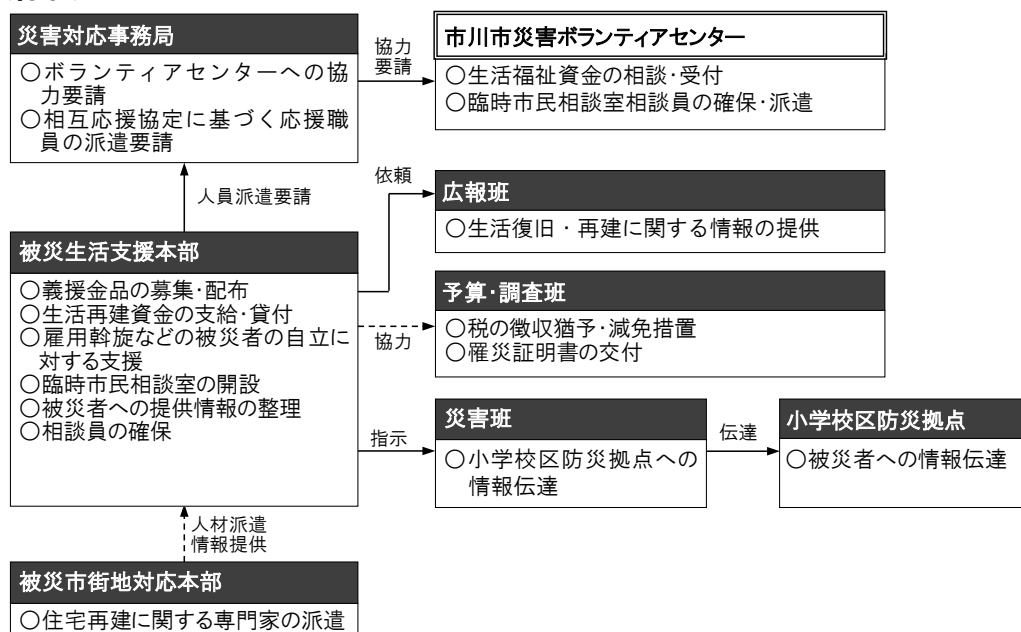 災害対応事務局
○ボランティアセンターへの協
力要請
○相互応援協定に基づく応援職
員の派遣要請
協力
要請
市川市災害ボランティアセンター
○生活福祉資金の相談・受付
○臨時市民相談室相談員の確保・派遣
人員派遣要請
依頼
広報班
○生活復旧・再建に関する情報の提供
被災生活支援本部
○義援金品の募集・配布
○生活再建資金の支給・貸付
○雇用斡旋などの被災者の自立に
対する支援
○臨時市民相談室の開設
○被災者への提供情報の整理
○相談員の確保
予算・調査班
○税の徴収猶予・減免措置
○罹災証明書の交付
協力
指示
災害班
○小学校区防災拠点への
情報伝達
伝達
小学校区防災拠点
○被災者への情報伝達
人材派遣
情報提供
被災市街地対応本部
○住宅再建に関する専門家の派遣